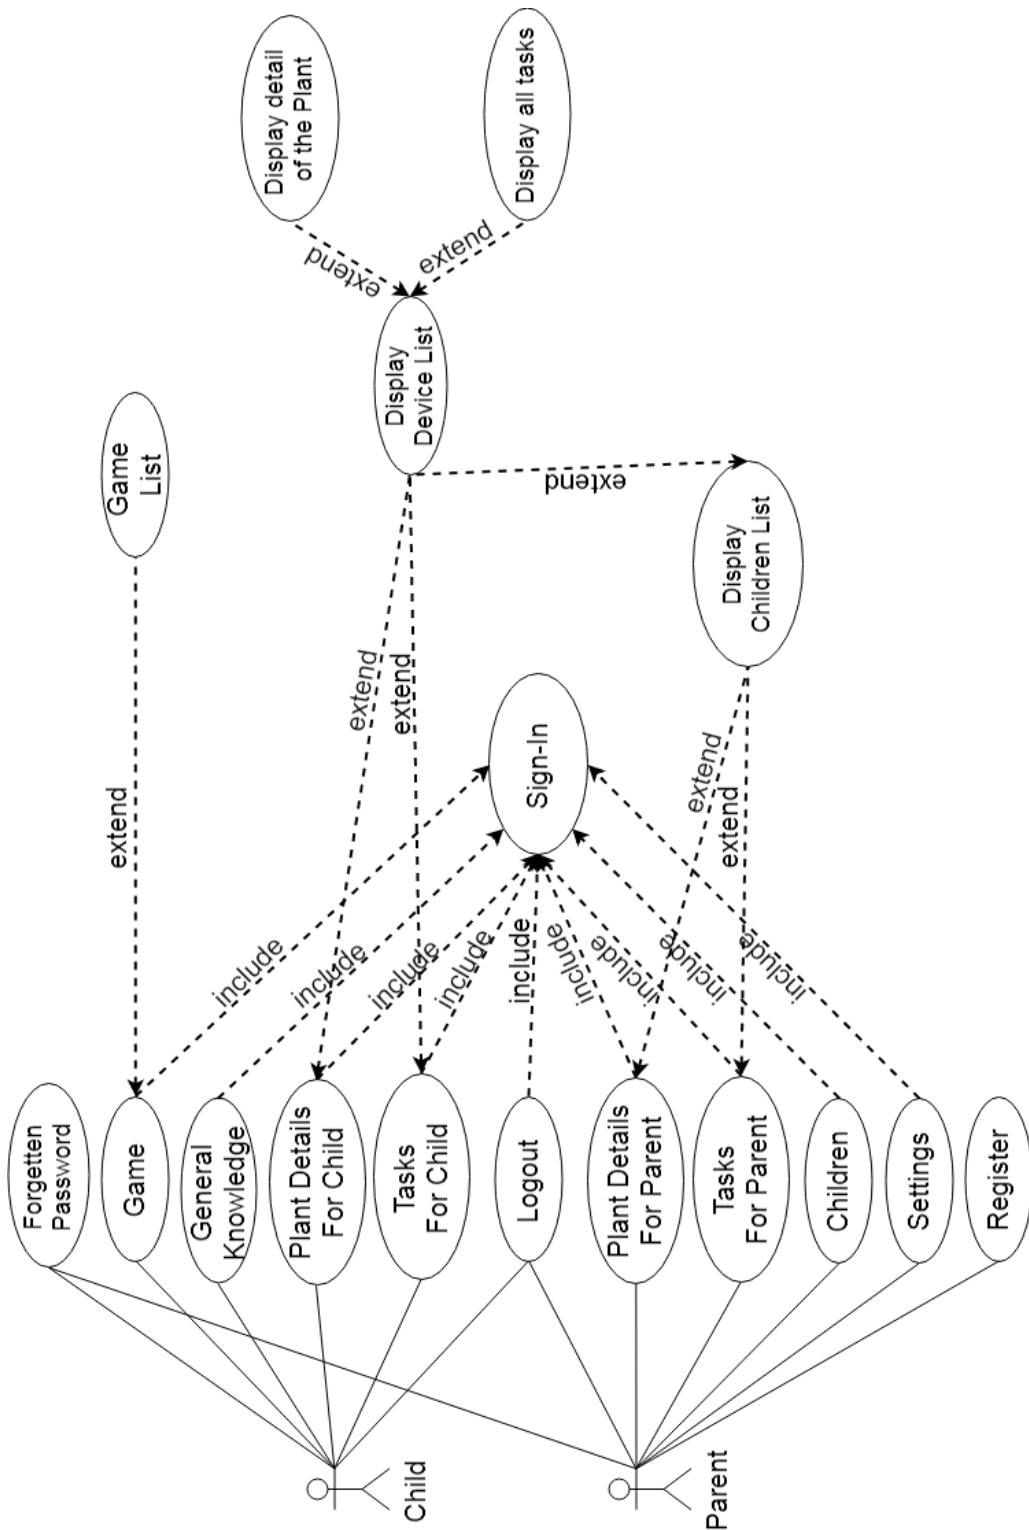 Forgetten
Password
Game
General
Knowledge
Plant Details
For Child
Tasks
For Child
Logout
Plant Details
For Parent
Tasks
For Parent
Children
Settings
Register
Child
Parent
include
include
include
include
include
include
include
include
include
Sign-In
extend
extend
extend
extend
extend
Game
List
Display
Device List
Display
Children List
extend
extend
extend
Display detail
of the Plant
Display all tasks